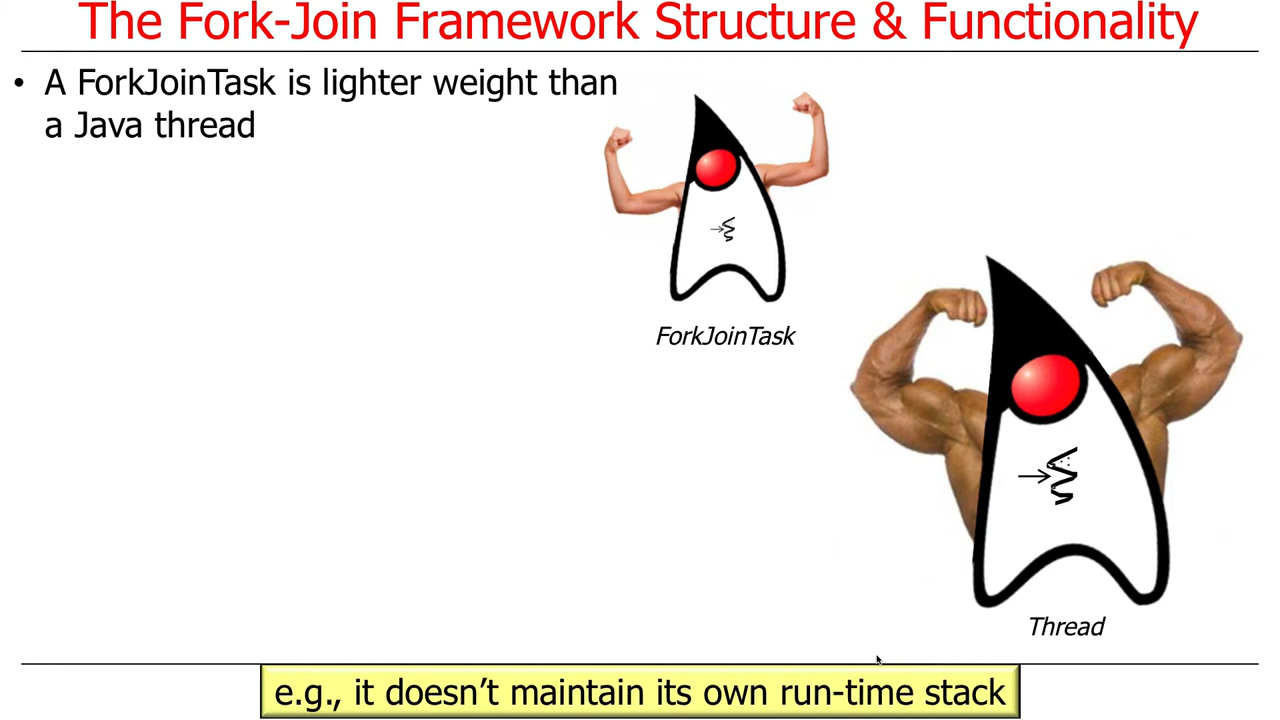 The Fork-Join Framework Structure & Functionality
• A ForkJoinTask is lighter weight than
a Java thread
ForkJoinTask
Thread
e.g., it doesn’t maintain its own run-time stack